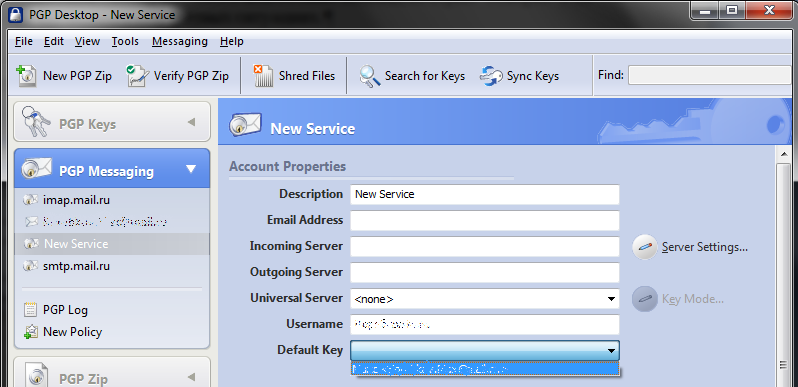 PGP Desktop - New Service
File Edit View Tools Messaging Help
New PGP Zip Verify PGP Zip Shred Files Search for Keys Sync Keys Find:
PGP Keys
New Service
PGP Messaging
Account Properties
imap.mail.ru
Description New Service
Email Address
New Service
Incoming Server Server Settings...
smtp.mail.ru
Outgoing Server
Universal Server <none> Key Mode...
PGP Log
Username
New Policy
Default Key
PGP Zip